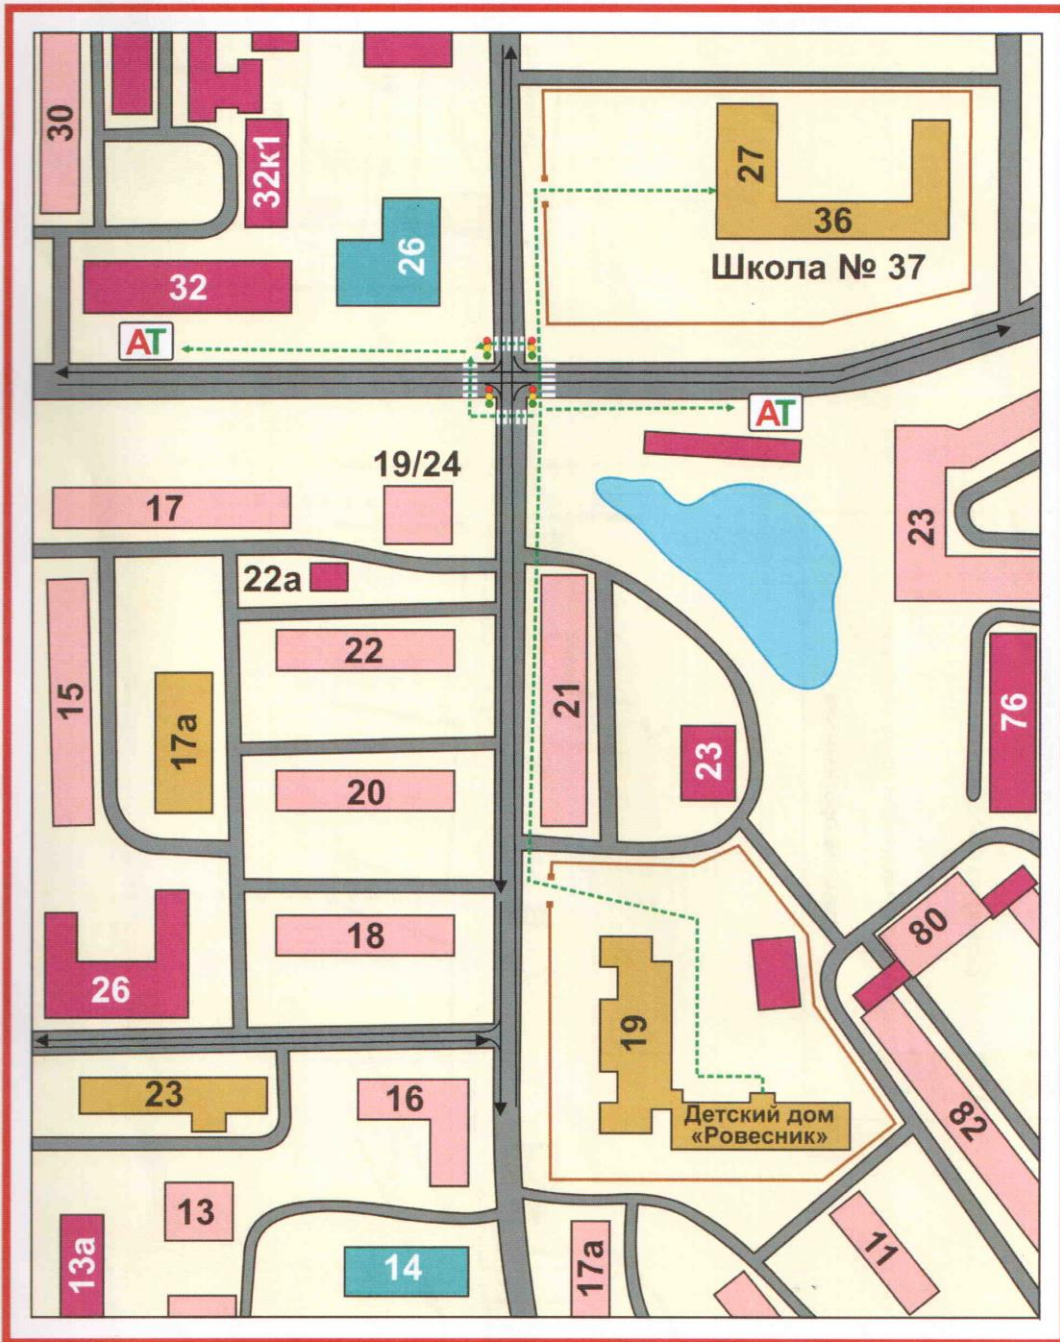 30
32к1
26
27
36
Школа № 37
32
АТ
АТ
19/24
17
23
22а
22
15
17а
21
76
23
20
80
18
26
19
23
16
Детский дом
«Ровесник»
82
13
13а
14
17а
11